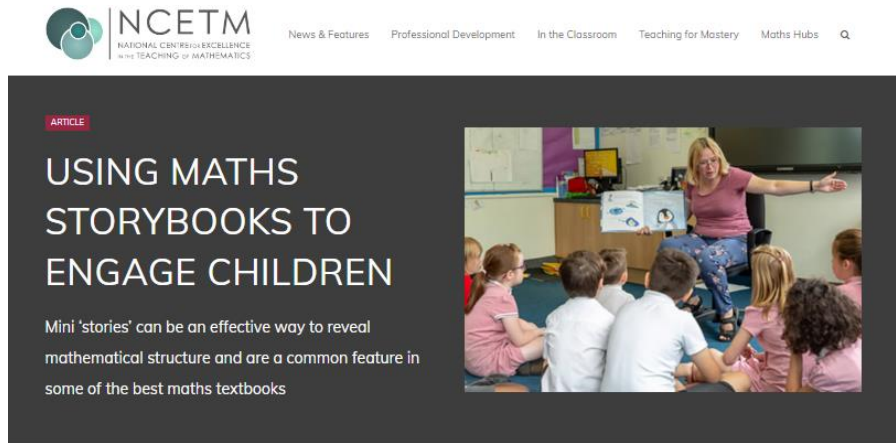 NCETM
NATIONAL CENTRE FOR EXCELLENCE
IN THE TEACHING OF MATHEMATICS
News & Features Professional Development In the Classroom Teaching for Mastery Maths Hubs
ARTICLE
USING MATHS
STORYBOOKS TO
ENGAGE CHILDREN
Mini ‘stories’ can be an effective way to reveal
mathematical structure and are a common feature in
some of the best maths textbooks